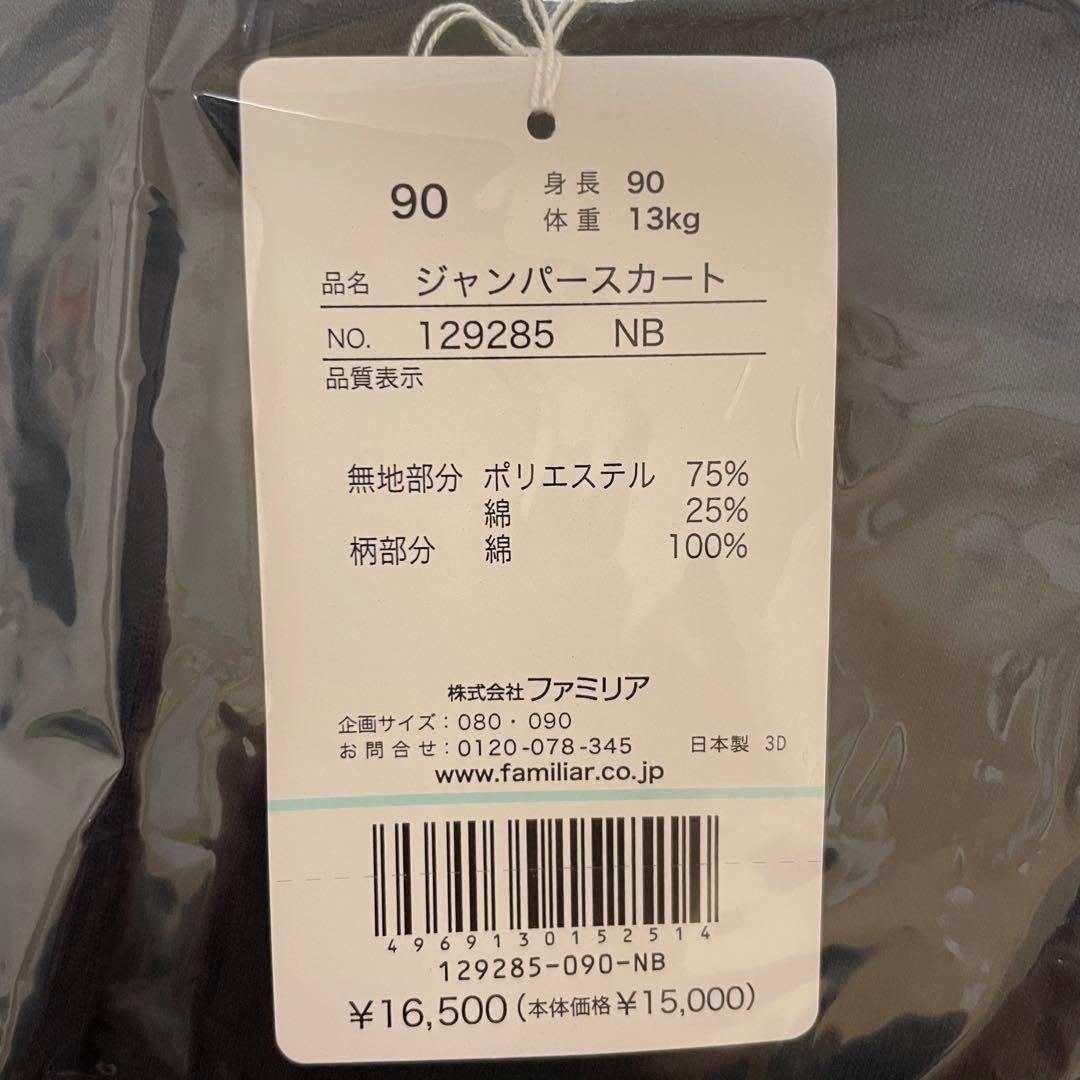 90
身長 90
体重 13kg
品名 ジャンパースカート
NO. 129285 NB
品質表示
無地部分 ポリエステル 75%
綿 25%
柄部分 綿 100%
株式会社ファミリア
企画サイズ：080・090
お問合せ：0120-078-345 日本製 3D
www.familiar.co.jp
4969130152514
129285-090-NB
¥16,500(本体価格¥15,000)